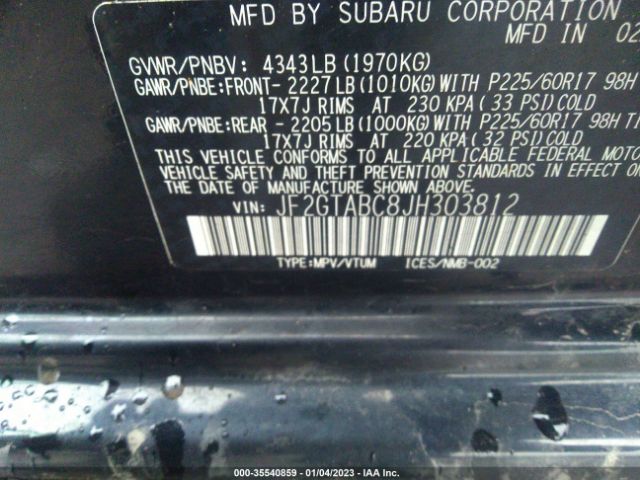 MFD BY SUBARU CORPORATION
MFD IN 02
GVWR/PNBV: 4343LB (1970KG)
GAWR/PNBE:FRONT- 2227 LB (1010KG) WITH P225/60R17 98H
17X7J RIMS AT 230 KPA ( 33 PSI) COLD
GAWR/PNBE:REAR - 2205 LB (1000KG) WITH P225/60R17 98H TI
17X7J RIMS AT 220 KPA ( 32 PSI) COLD
THIS VEHICLE CONFORMS TO ALL APPLICABLE FEDERAL MOTO
VEHICLE SAFETY AND THEFT PREVENTION STANDARDS IN EFFECT ON
MANUFACTURE SHOWN ABOVE.
VIN: JF2GTABC8JH303812
TYPE:MPV/VTUM ICES/NMB-002
000-35540859 - 01/04/2023 - IAA Inc.